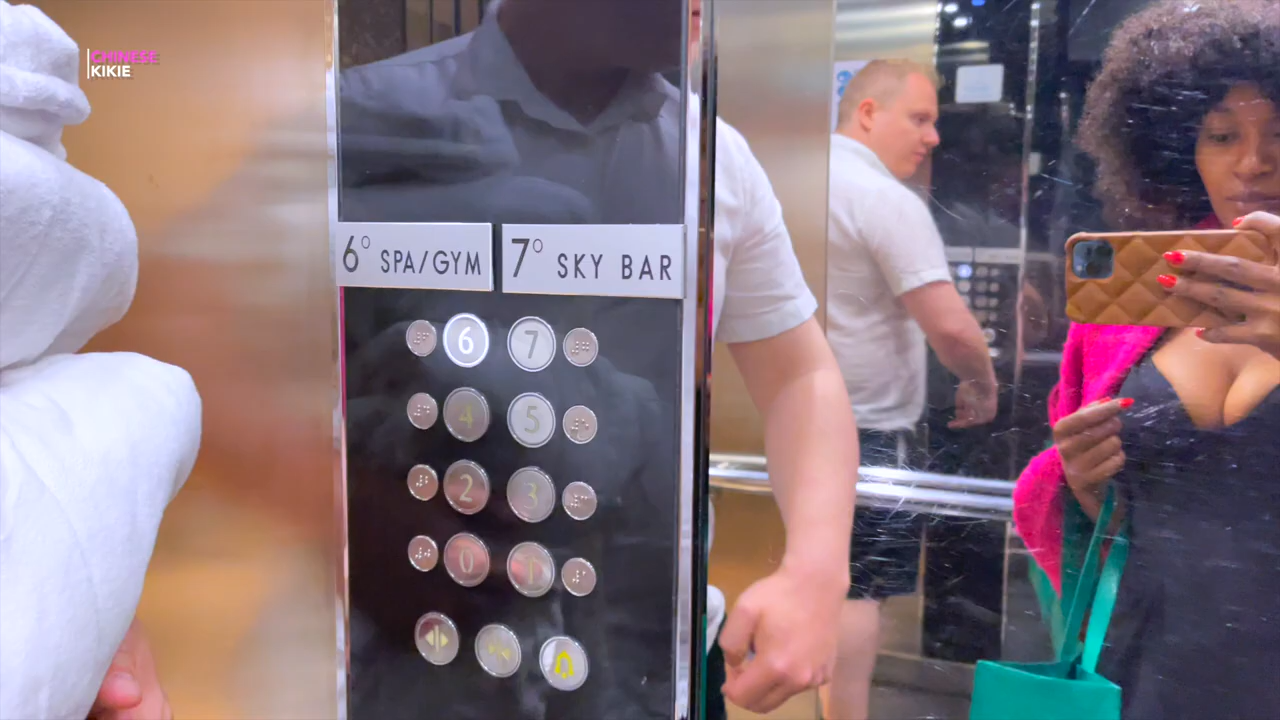 CHINESE
KIKIE
6° SPA/GYM
7° SKY BAR
6 7
4 5
2 3
0 1